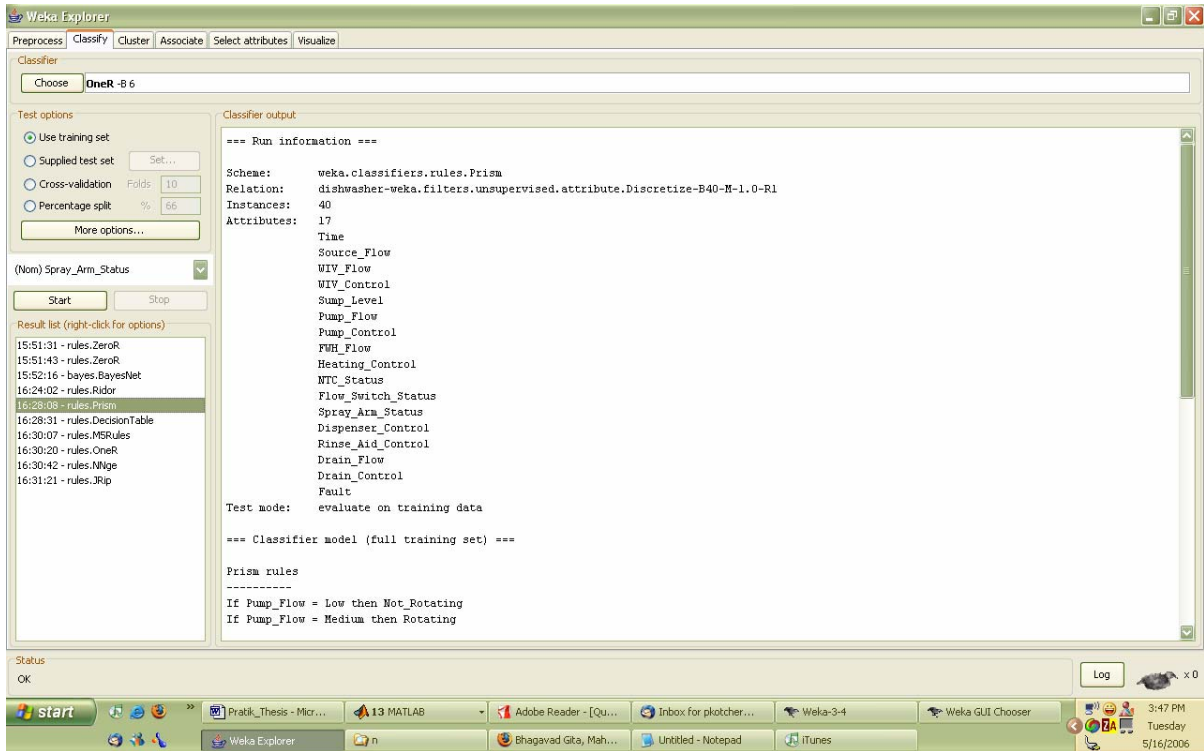 Weka Explorer
Preprocess Classify Cluster Associate Select attributes Visualize
Classifier
Choose OneR -B 6
Test options
Use training set
Supplied test set Set...
Cross-validation Folds 10
Percentage split % 66
More options...
(Nom) Spray_Arm_Status
Start Stop
Result list (right-click for options)
15:51:31 - rules.ZeroR
15:51:43 - rules.ZeroR
15:52:16 - bayes.BayesNet
16:24:02 - rules.Ridor
16:28:08 - rules.Prism
16:28:31 - rules.DecisionTable
16:30:07 - rules.M5Rules
16:30:20 - rules.OneR
16:30:42 - rules.NNge
16:31:21 - rules.JRip
Classifier output
=== Run information ===
Scheme: weka.classifiers.rules.Prism
Relation: dishwasher-weka.filters.unsupervised.attribute.Discretize-B40-M-1.0-R1
Instances: 40
Attributes: 17
Time
Source_Flow
WIV_Flow
WIV_Control
Sump_Level
Pump_Flow
Pump_Control
FWH_Flow
Heating_Control
NTC_Status
Flow_Switch_Status
Spray_Arm_Status
Dispenser_Control
Rinse_Aid_Control
Drain_Flow
Drain_Control
Fault
Test mode: evaluate on training data
=== Classifier model (full training set) ===
Prism rules
----------
If Pump_Flow = Low then Not_Rotating
If Pump_Flow = Medium then Rotating
Status
OK
Log x 0
start » Pratik_Thesis - Micr... 13 MATLAB Adobe Reader - [Qu... Inbox for pkotcher... Weka-3-4 Weka GUI Chooser 3:47 PM
Tuesday
Weka Explorer n Bhagavad Gita, Mah... Untitled - Notepad iTunes 5/16/2006